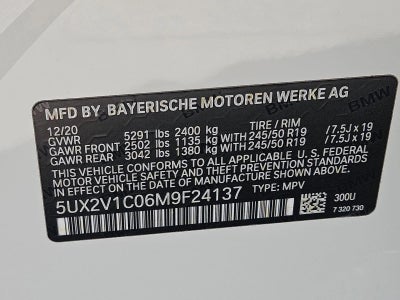 MFD BY BAYERISCHE MOTOREN WERKE AG
12/20 TIRE / RIM
GVWR 5291 lbs 2400 kg
GAWR FRONT 2502 lbs 1135 kg WITH 245/50 R19 /7.5J x 19
GAWR REAR 3042 lbs 1380 kg WITH 245/50 R19 /7.5J x 19
THIS VEHICLE CONFORMS TO ALL APPLICABLE
U.S. FEDERAL MOTOR VEHICLE SAFETY
STANDARDS IN EFFECT ON THE DATE OF
MANUFACTURE SHOWN ABOVE.
5UX2V1C06M9F24137 TYPE: MPV
300U
7 320 730